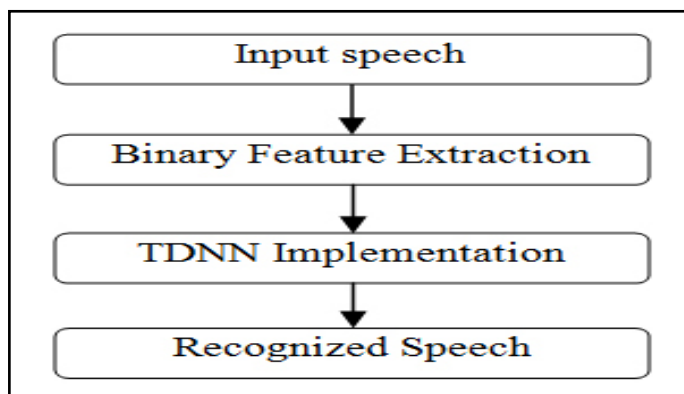 Input speech
Binary Feature Extraction
TDNN Implementation
Recognized Speech